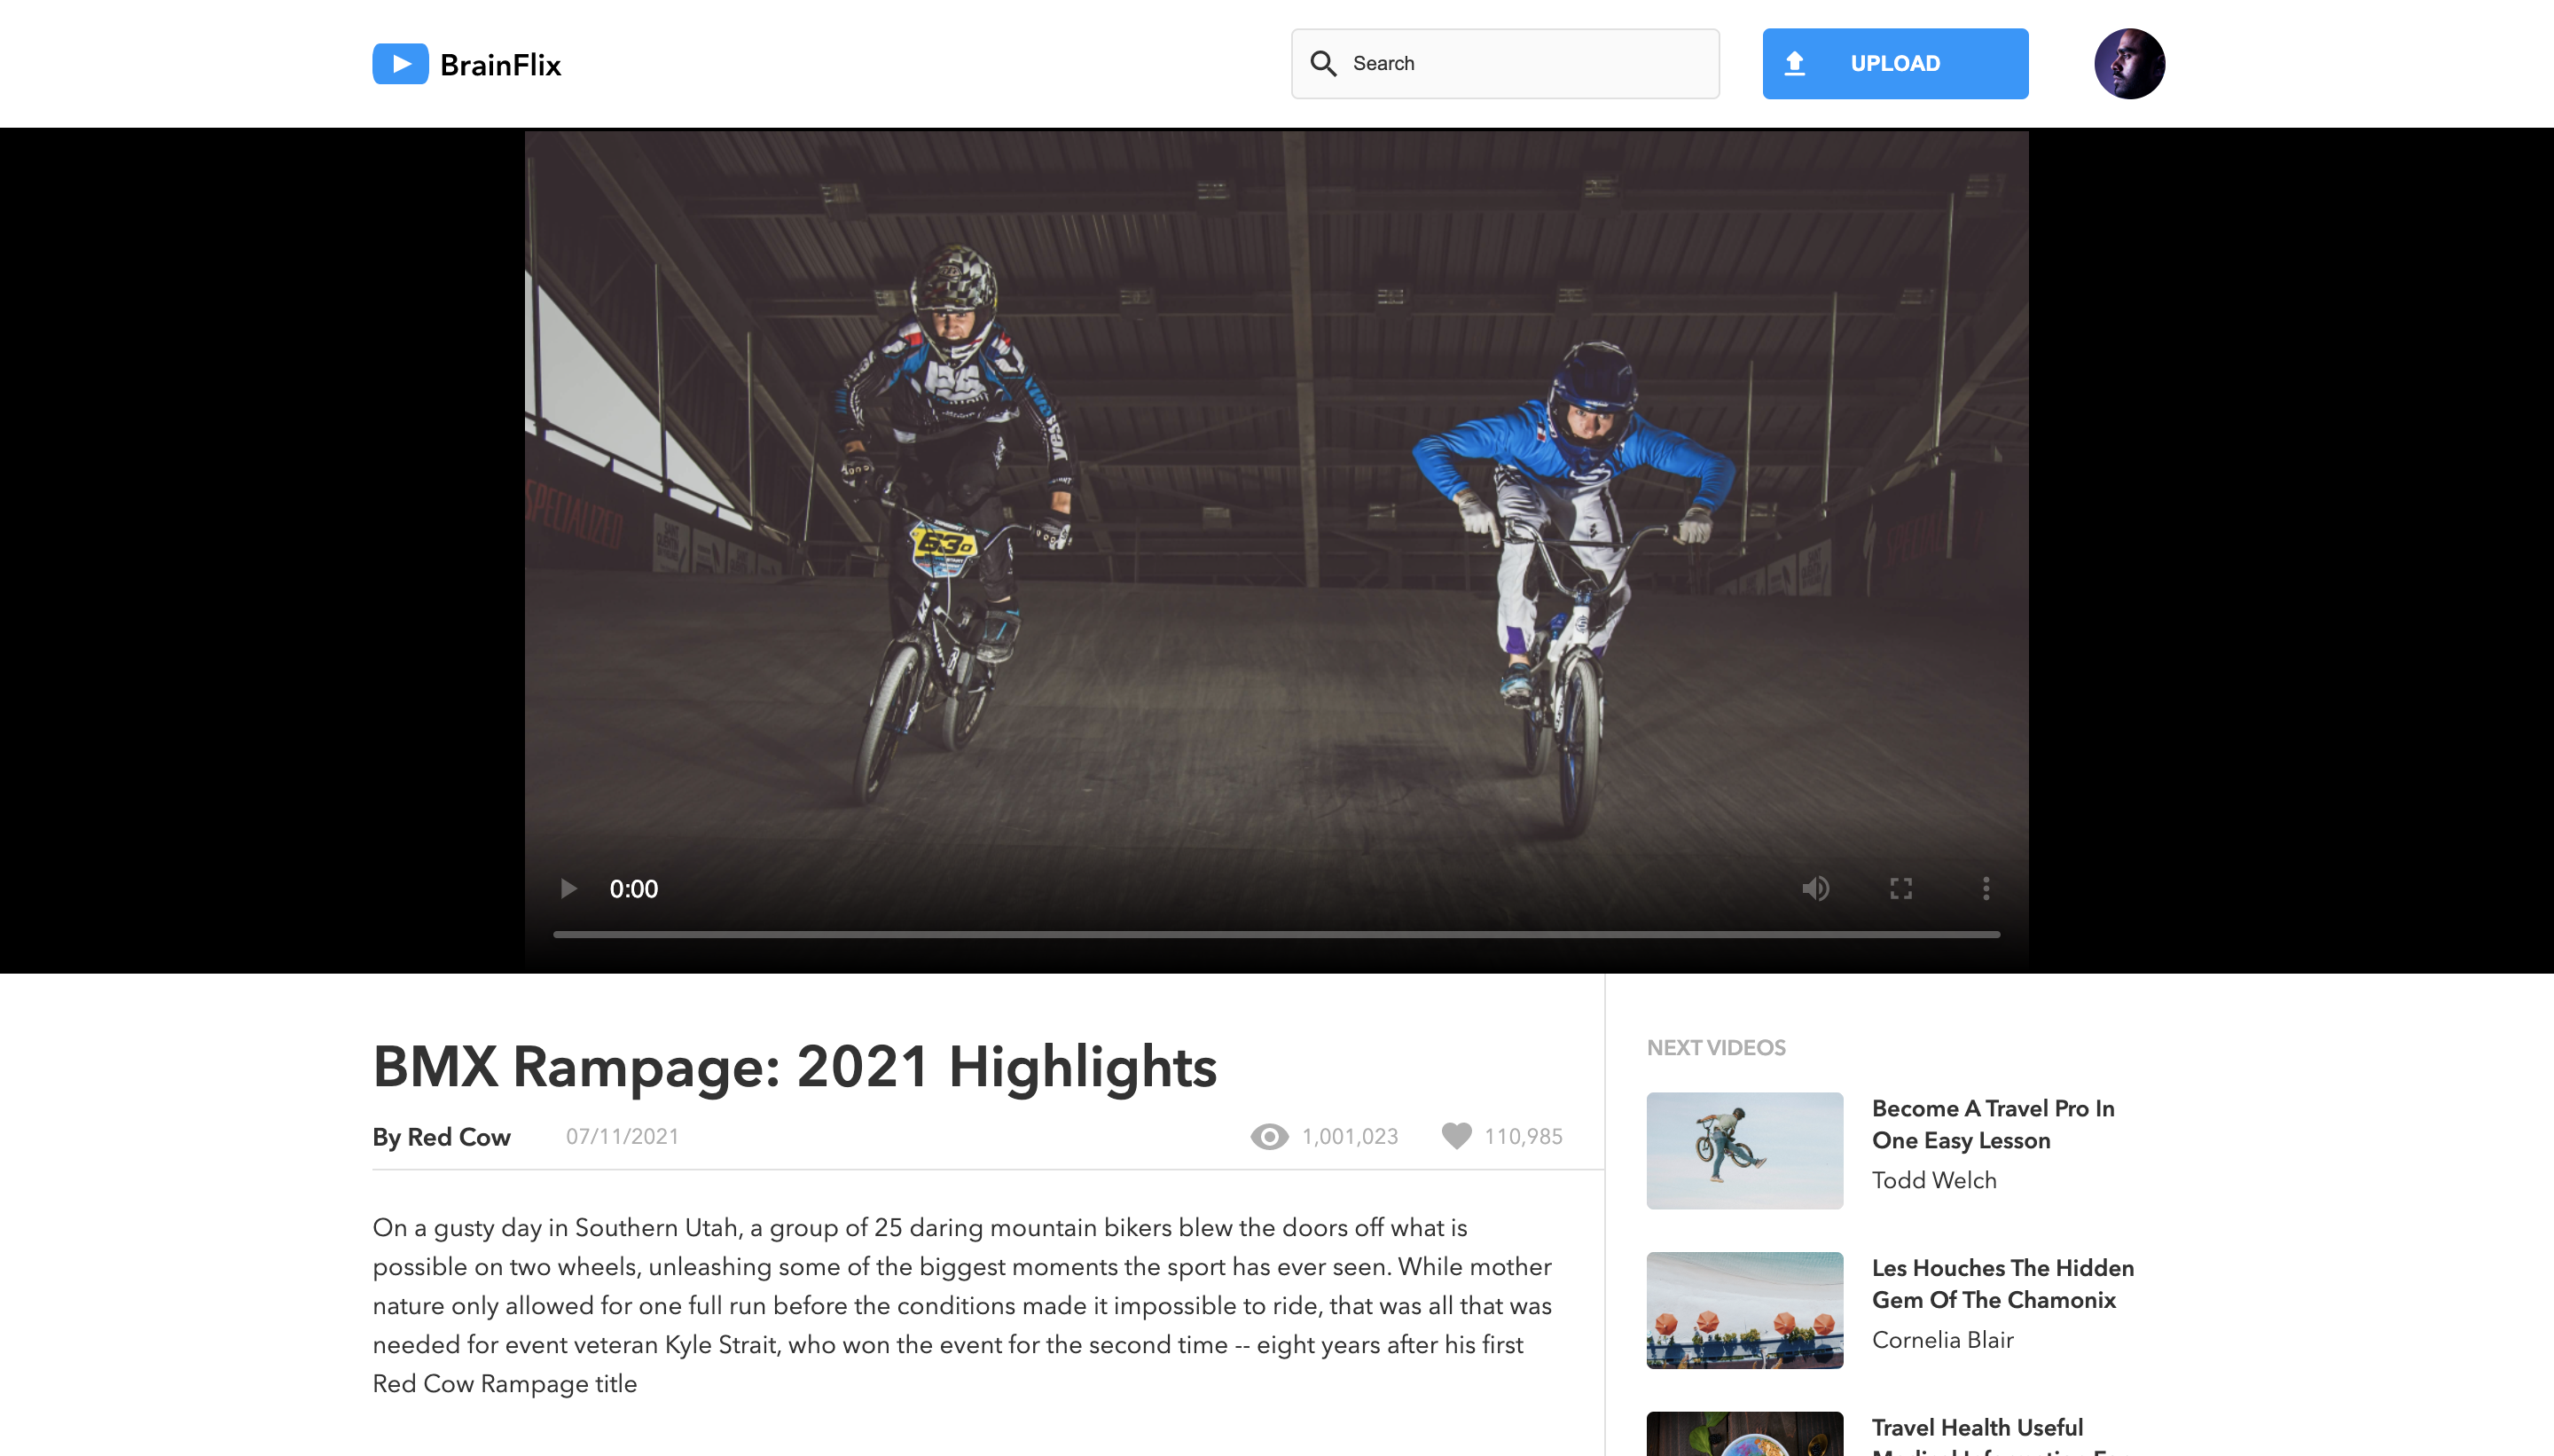 BrainFlix
Search
UPLOAD
SPECIALIZED
630
0:00
BMX Rampage: 2021 Highlights
By Red Cow
07/11/2021
1,001,023
110,985
On a gusty day in Southern Utah, a group of 25 daring mountain bikers blew the doors off what is
possible on two wheels, unleashing some of the biggest moments the sport has ever seen. While mother
nature only allowed for one full run before the conditions made it impossible to ride, that was all that was
needed for event veteran Kyle Strait, who won the event for the second time -- eight years after his first
Red Cow Rampage title
NEXT VIDEOS
Become A Travel Pro In
One Easy Lesson
Todd Welch
Les Houches The Hidden
Gem Of The Chamonix
Cornelia Blair
Travel Health Useful